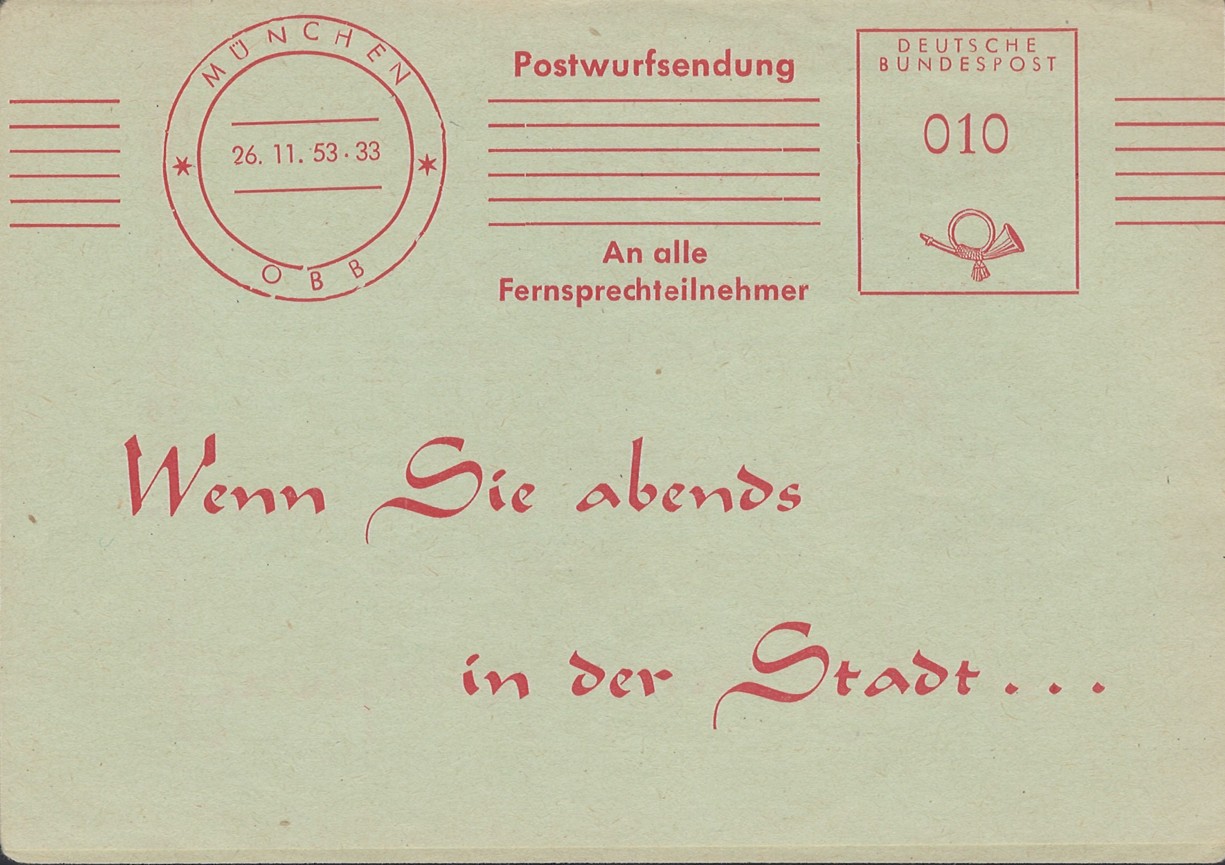 MÜNCHEN
26. 11. 53 · 33
OBB
Postwurfsendung
An alle
Fernsprechteilnehmer
DEUTSCHE
BUNDESPOST
010
Wenn Sie abends
in der Stadt...